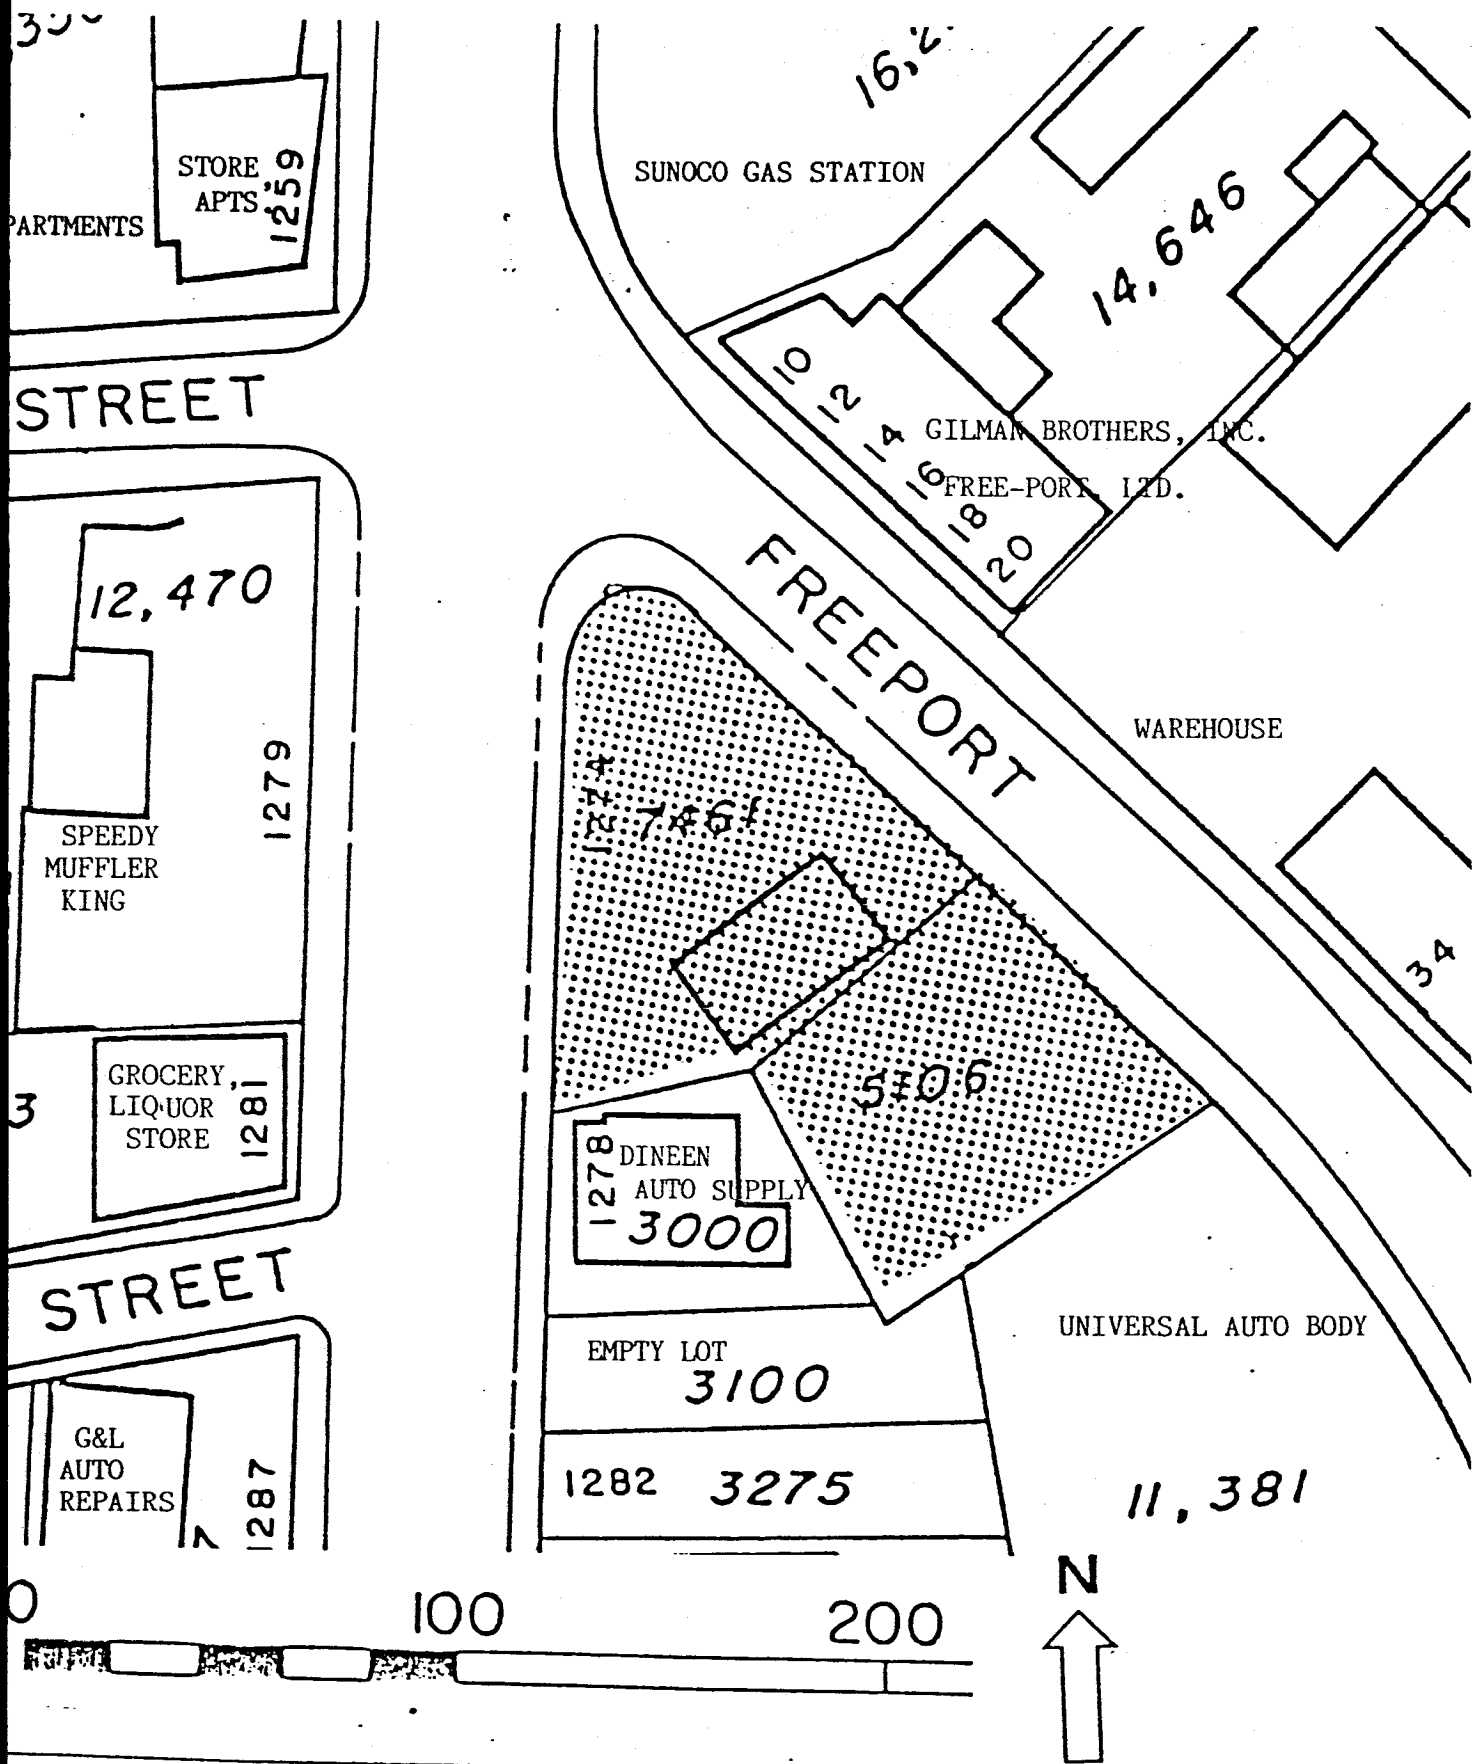 STORE
APTS.
1259
SUNOCO GAS STATION
14,646
STREET
10
12
14
16
18
20
GILMAN BROTHERS, INC.
FREE-PORT, LTD.
FREEPORT
12,470
1279
SPEEDY
MUFFLER
KING
WAREHOUSE
1274
7461
34
GROCERY,
LIQUOR
STORE
1281
3
5706
1278
DINEEN
AUTO SUPPLY
3000
STREET
UNIVERSAL AUTO BODY
EMPTY LOT
3100
G&L
AUTO
REPAIRS
1287
1282 3275
11,381
N
0 100 200